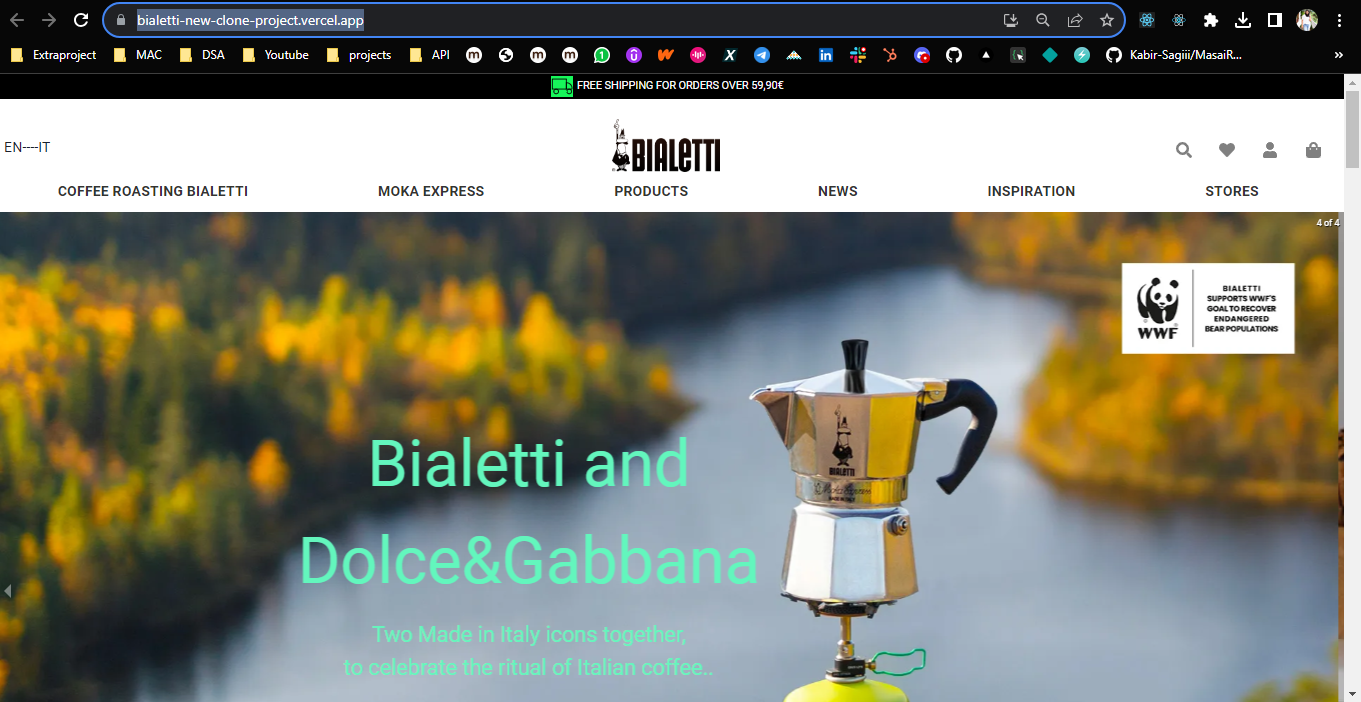 bialetti-new-clone-project.vercel.app
Extraproject MAC DSA Youtube projects API Kabir-Sagiii/MasaiR... »
FREE SHIPPING FOR ORDERS OVER 59,90€
EN----IT
BIALETTI
COFFEE ROASTING BIALETTI MOKA EXPRESS PRODUCTS NEWS INSPIRATION STORES
4 of 4
WWF
BIALETTI
SUPPORTS WWF'S
GOAL TO RECOVER
ENDANGERED
BEAR POPULATIONS
Bialetti and
Dolce&Gabbana
Two Made in Italy icons together,
to celebrate the ritual of Italian coffee..
BIALETTI
Moka Express